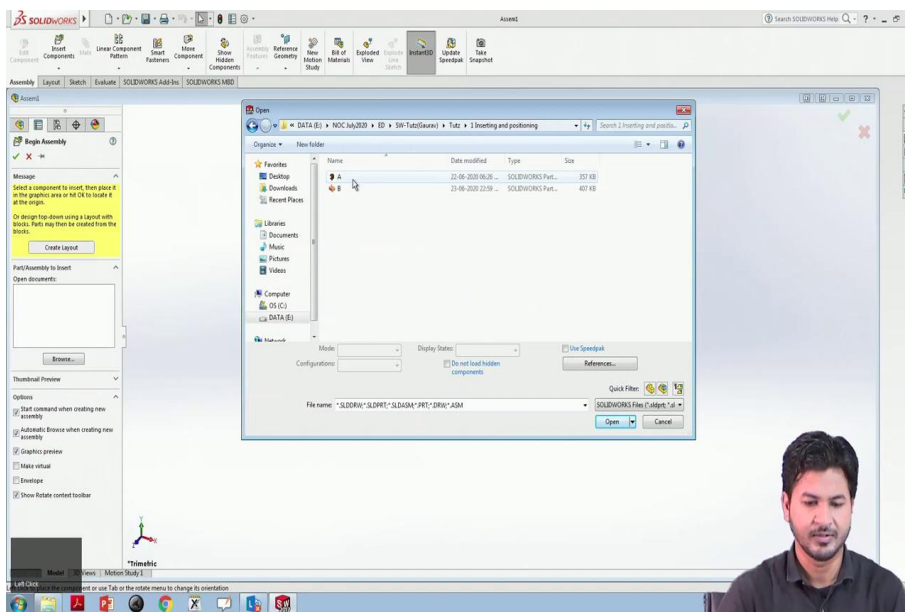 SOLIDWORKS
Assem1
Search SOLIDWORKS Help
Edit Component
Insert Components
Mate
Linear Component Pattern
Smart Fasteners
Move Component
Show Hidden Components
Assembly Features
Reference Geometry
New Motion Study
Bill of Materials
Exploded View
Explode Line Sketch
Instant3D
Update Speedpak
Take Snapshot
Assembly Layout Sketch Evaluate SOLIDWORKS Add-Ins SOLIDWORKS MBD
Assem1
Begin Assembly
Message
Select a component to insert, then place it
in the graphics area or hit OK to locate it
at the origin.
Or design top-down using a Layout with
blocks. Parts may then be created from the
blocks.
Create Layout
Part/Assembly to Insert
Open documents:
Browse...
Thumbnail Preview
Options
Start command when creating new
assembly
Automatic Browse when creating new
assembly
Graphics preview
Make virtual
Envelope
Show Rotate context toolbar
Open
« DATA (E:) ▸ NOC July2020 ▸ ED ▸ SW-Tutz(Gaurav) ▸ Tutz ▸ 1 Inserting and positioning
Search 1 Inserting and positio...
Organize New folder
Favorites
Desktop
Downloads
Recent Places
Libraries
Documents
Music
Pictures
Videos
Computer
OS (C:)
DATA (E:)
Network
Name Date modified Type Size
A 22-06-2020 06:26 ... SOLIDWORKS Part... 357 KB
B 23-06-2020 22:59 ... SOLIDWORKS Part... 407 KB
Mode: Display States: Use Speedpak
Configurations: Do not load hidden
components
References...
Quick Filter:
File name: *.SLDDRW;*.SLDPRT;*.SLDASM;*.PRT;*.DRW;*.ASM
SOLIDWORKS Files (*.sldprt; *.sl
Open Cancel
*Trimetric
Model 3D Views Motion Study 1
Left Click